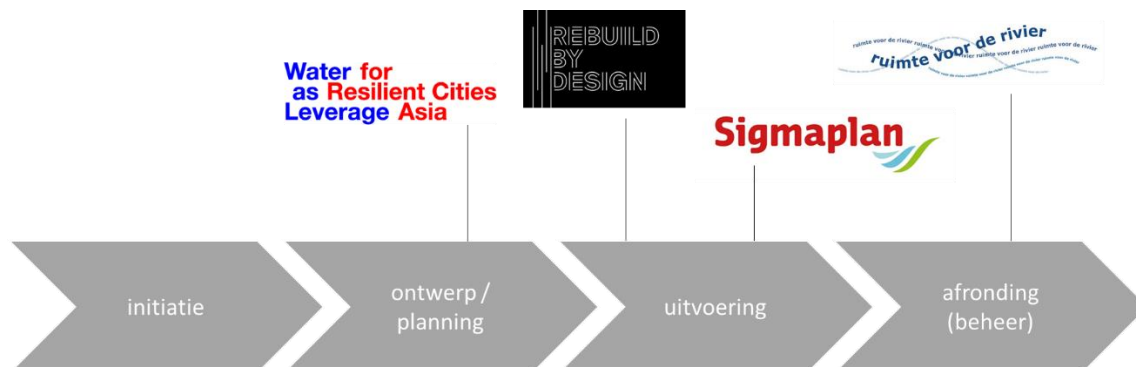 Water for
as Resilient Cities
Leverage Asia
REBUILD
BY
DESIGN
Sigmaplan
ruimte voor de rivier
initiatie
ontwerp /
planning
uitvoering
afronding
(beheer)